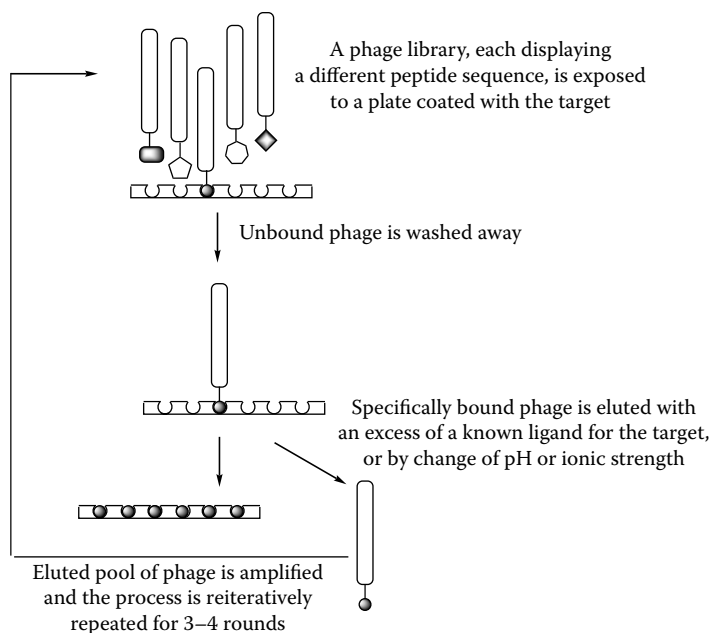 A phage library, each displaying
a different peptide sequence, is exposed
to a plate coated with the target
Unbound phage is washed away
Specifically bound phage is eluted with
an excess of a known ligand for the target,
or by change of pH or ionic strength
Eluted pool of phage is amplified
and the process is reiteratively
repeated for 3–4 rounds